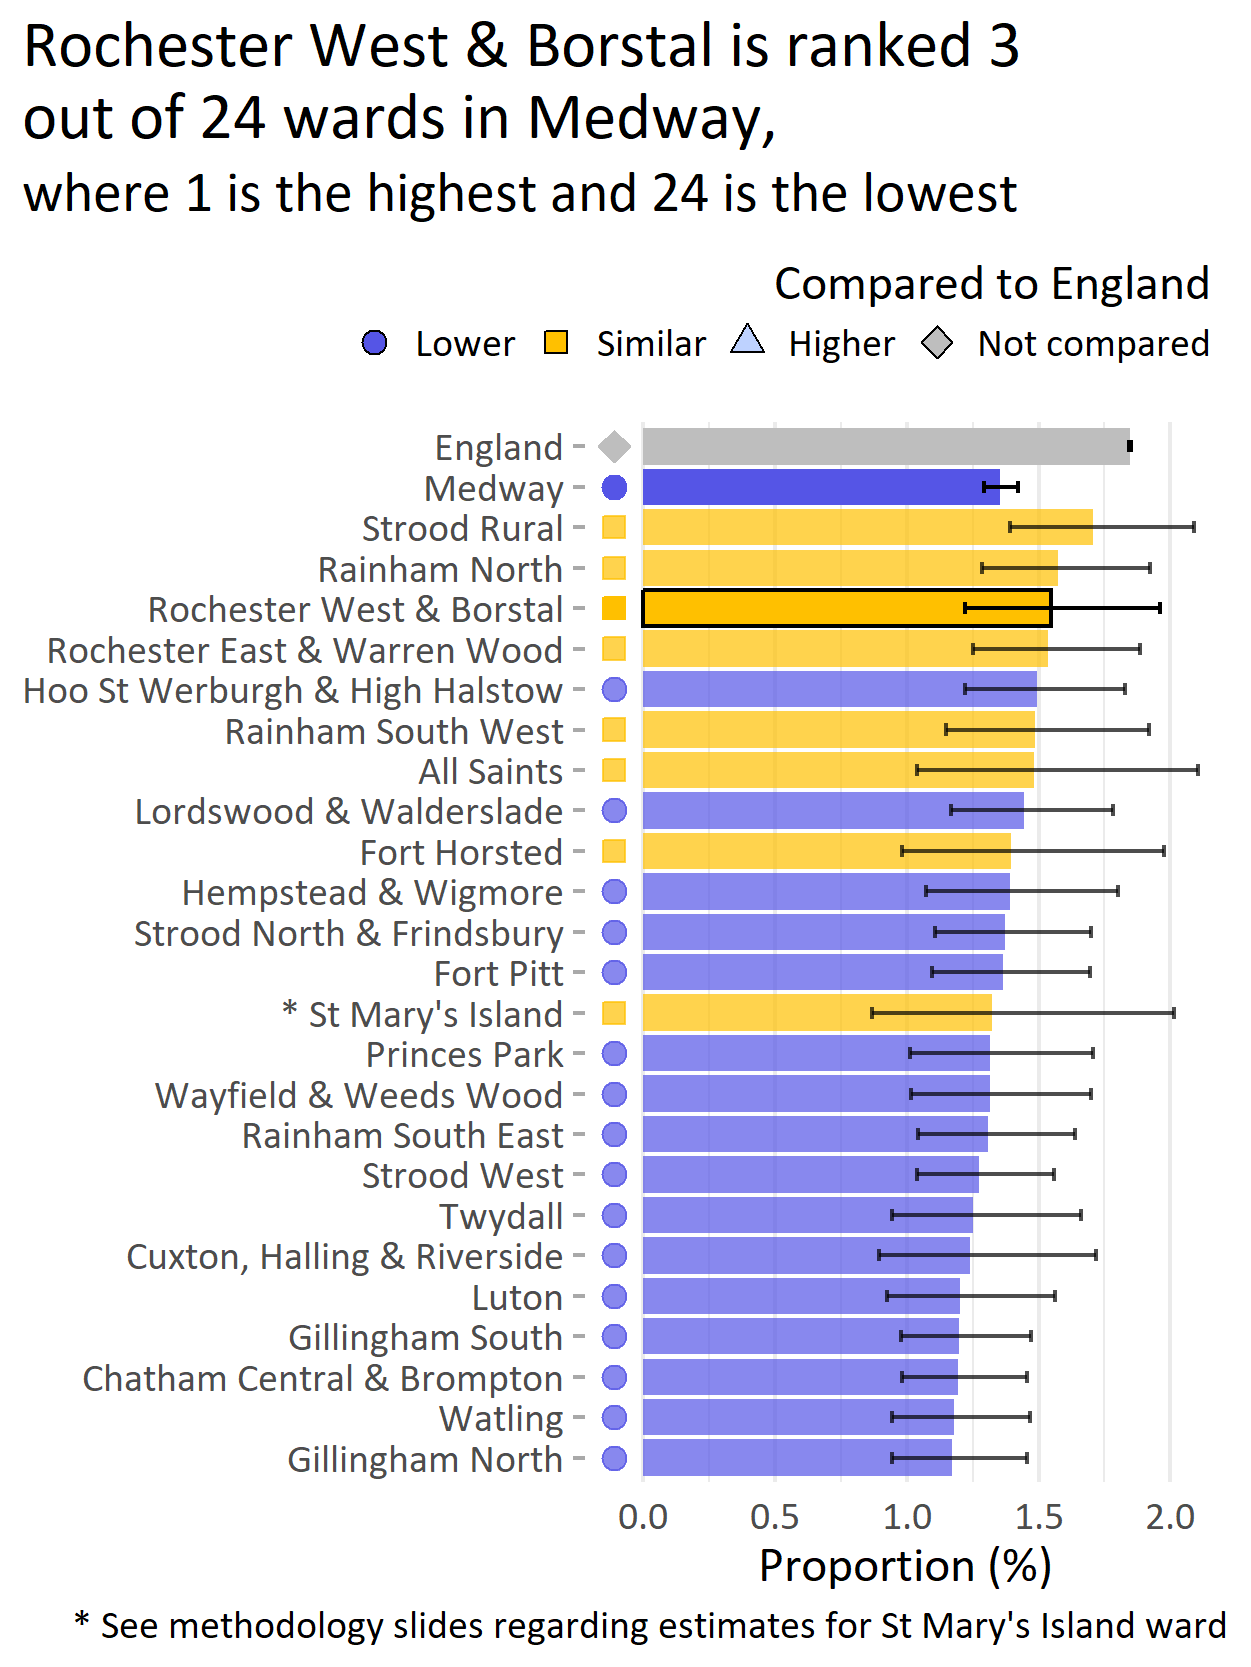 Rochester West & Borstal is ranked 3
out of 24 wards in Medway,
where 1 is the highest and 24 is the lowest
Compared to England
Lower Similar Higher Not compared
England
Medway
Strood Rural
Rainham North
Rochester West & Borstal
Rochester East & Warren Wood
Hoo St Werburgh & High Halstow
Rainham South West
All Saints
Lordswood & Walderslade
Fort Horsted
Hempstead & Wigmore
Strood North & Frindsbury
Fort Pitt
* St Mary's Island
Princes Park
Wayfield & Weeds Wood
Rainham South East
Strood West
Twydall
Cuxton, Halling & Riverside
Luton
Gillingham South
Chatham Central & Brompton
Watling
Gillingham North
0.0 0.5 1.0 1.5 2.0
Proportion (%)
* See methodology slides regarding estimates for St Mary's Island ward